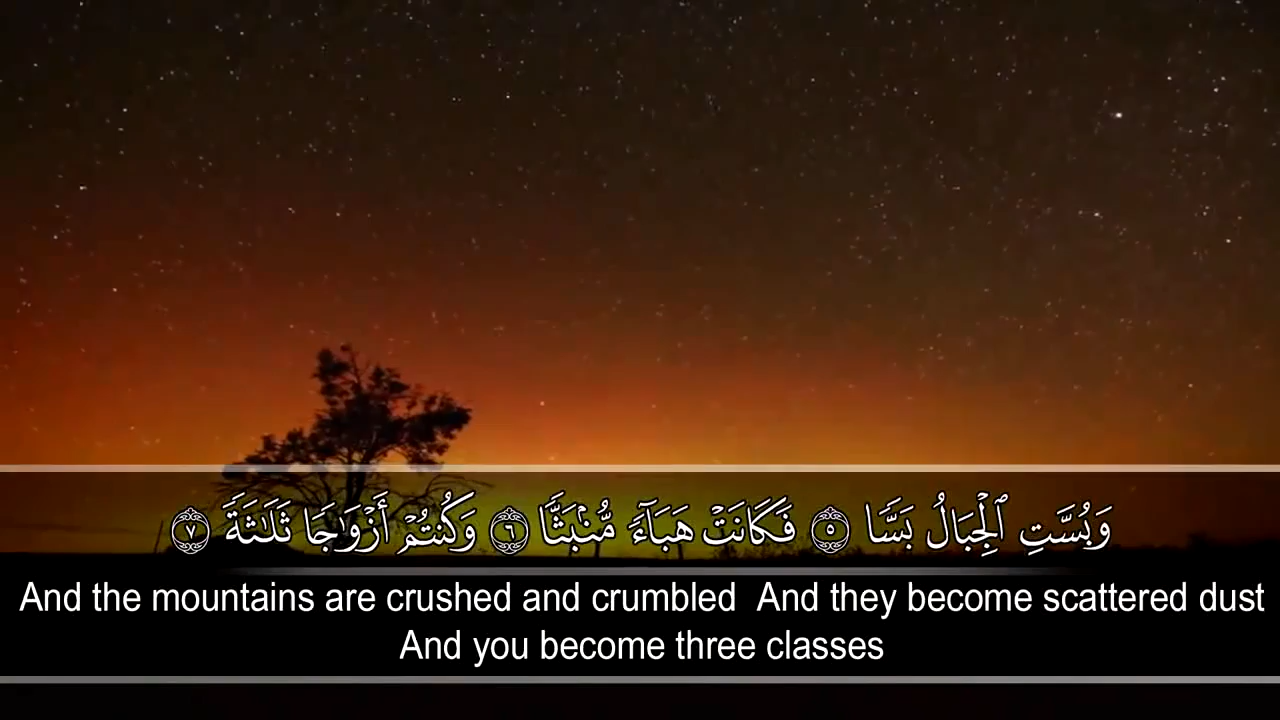 وَبُسَّتِ ٱلْجِبَالُ بَسًّا ۝٥ فَكَانَتْ هَبَآءً مُّنۢبَثًّا ۝٦ وَكُنتُمْ أَزْوَٰجًا ثَلَـٰثَةً ۝٧
And the mountains are crushed and crumbled And they become scattered dust
And you become three classes